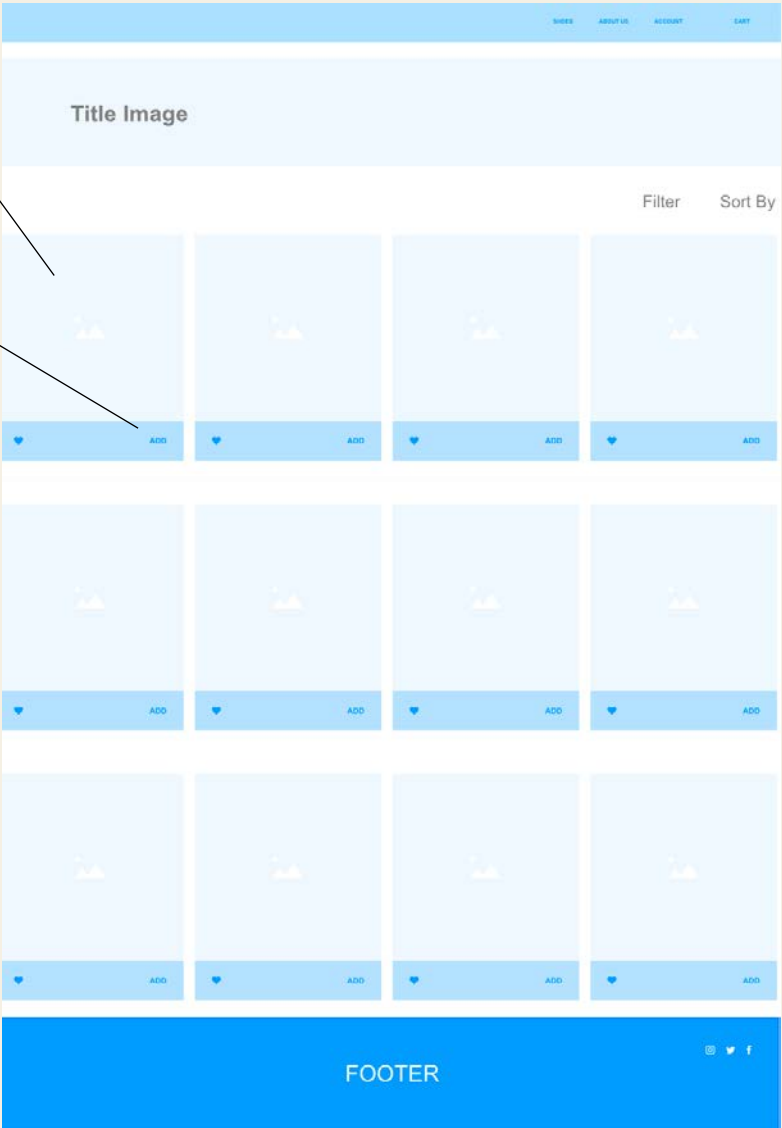 SHOES ABOUT US ACCOUNT CART
Title Image
Filter Sort By
ADD ADD ADD ADD
ADD ADD ADD ADD
ADD ADD ADD ADD
FOOTER